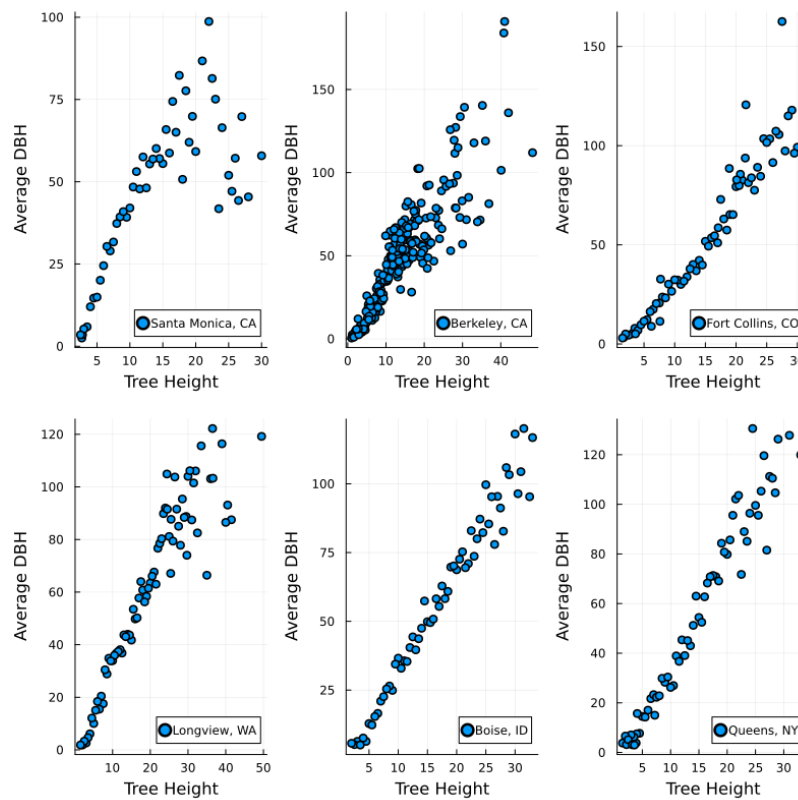 100
75
50
25
0
5 10 15 20 25 30
Average DBH
Tree Height
Santa Monica, CA
150
100
50
0
0 10 20 30 40
Average DBH
Tree Height
Berkeley, CA
150
100
50
0
5 10 15 20 25 30
Average DBH
Tree Height
Fort Collins, CO
120
100
80
60
40
20
0
10 20 30 40 50
Average DBH
Tree Height
Longview, WA
100
75
50
25
5 10 15 20 25 30
Average DBH
Tree Height
Boise, ID
120
100
80
60
40
20
0
5 10 15 20 25 30
Average DBH
Tree Height
Queens, NY